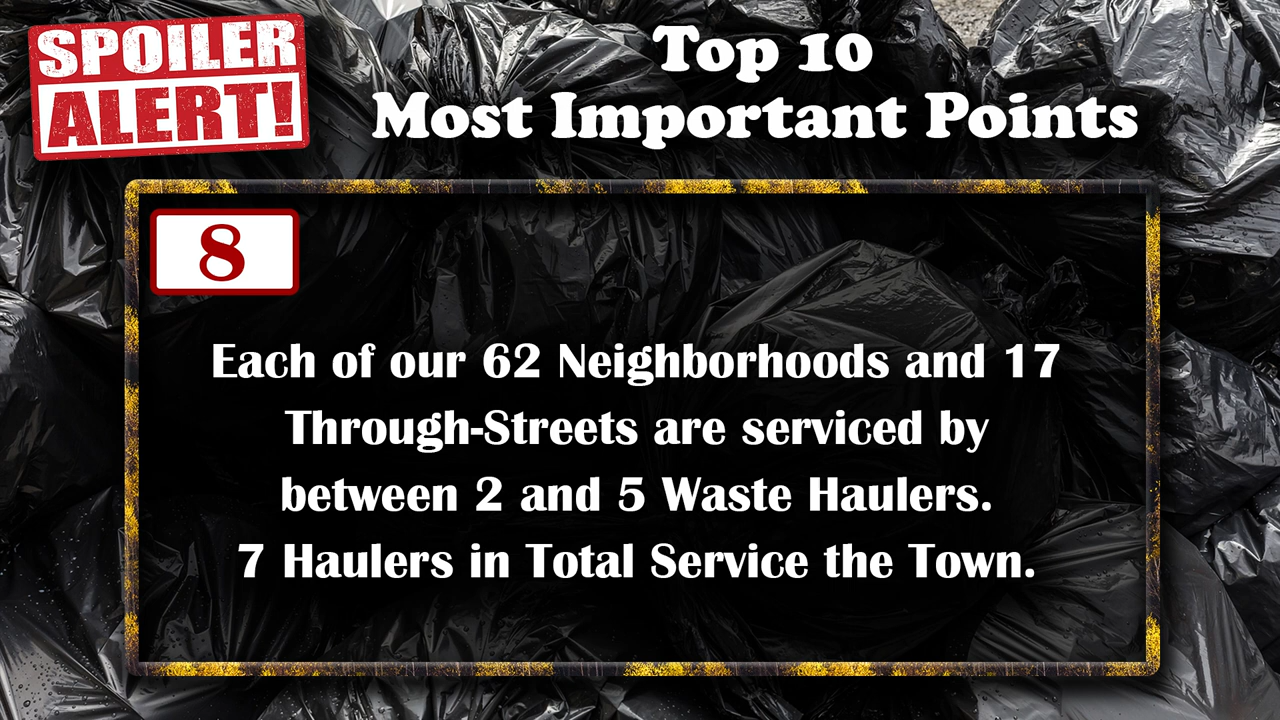 SPOILER
ALERT!
Top 10
Most Important Points
8
Each of our 62 Neighborhoods and 17
Through-Streets are serviced by
between 2 and 5 Waste Haulers.
7 Haulers in Total Service the Town.